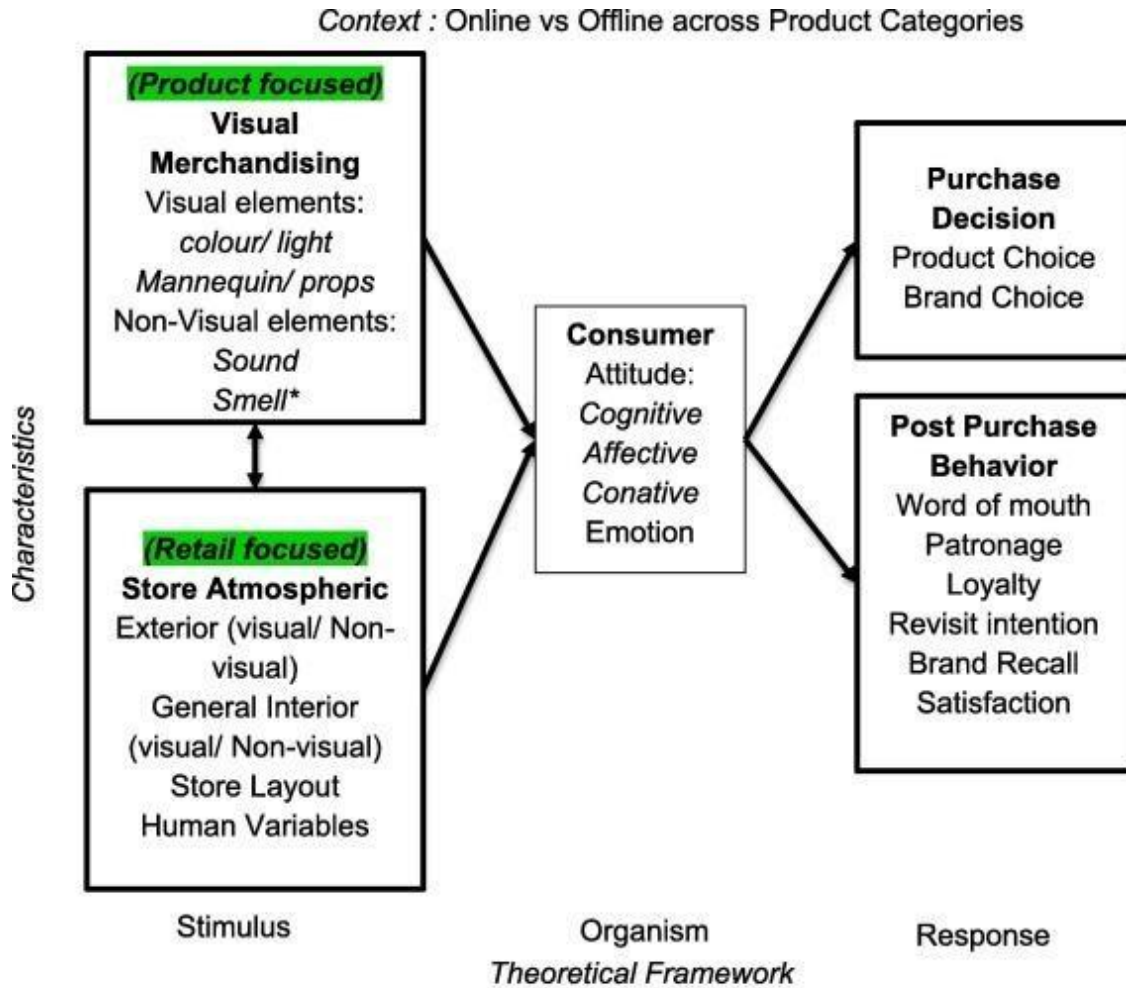 Context : Online vs Offline across Product Categories
(Product focused)
Visual
Merchandising
Visual elements:
colour/ light
Mannequin/ props
Non-Visual elements:
Sound
Smell*
Characteristics
(Retail focused)
Store Atmospheric
Exterior (visual/ Non-
visual)
General Interior
(visual/ Non-visual)
Store Layout
Human Variables
Consumer
Attitude:
Cognitive
Affective
Conative
Emotion
Purchase
Decision
Product Choice
Brand Choice
Post Purchase
Behavior
Word of mouth
Patronage
Loyalty
Revisit intention
Brand Recall
Satisfaction
Stimulus
Organism
Response
Theoretical Framework